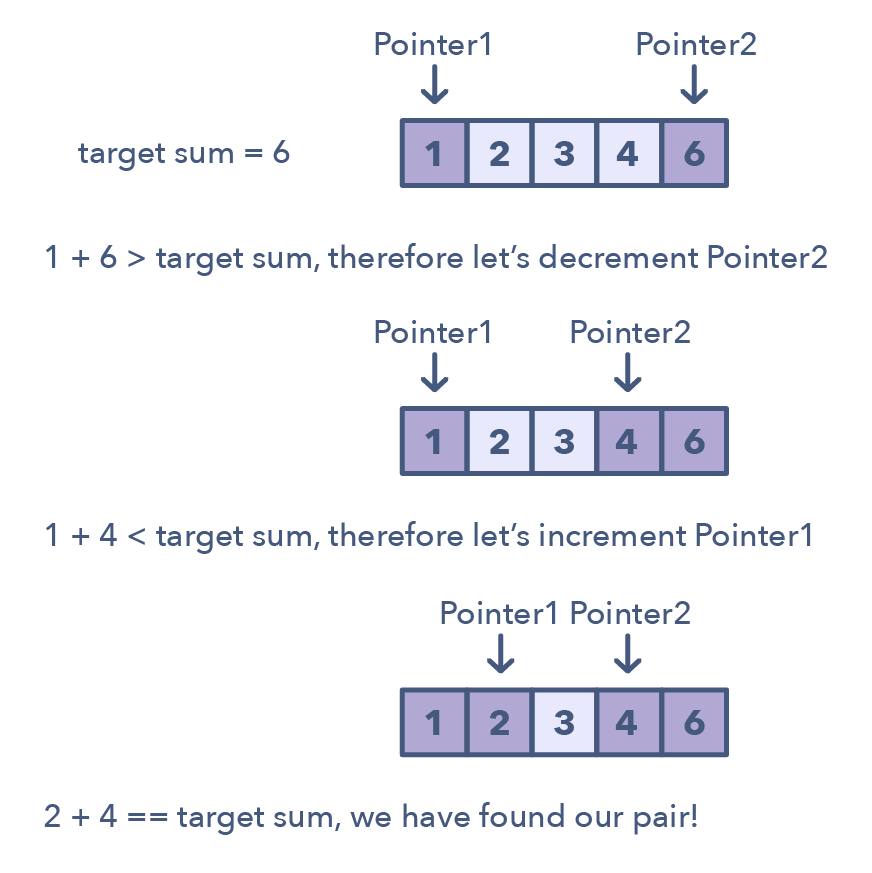 Pointer1 Pointer2
target sum = 6 1 2 3 4 6
1 + 6 > target sum, therefore let’s decrement Pointer2
Pointer1 Pointer2
1 2 3 4 6
1 + 4 < target sum, therefore let’s increment Pointer1
Pointer1 Pointer2
1 2 3 4 6
2 + 4 == target sum, we have found our pair!